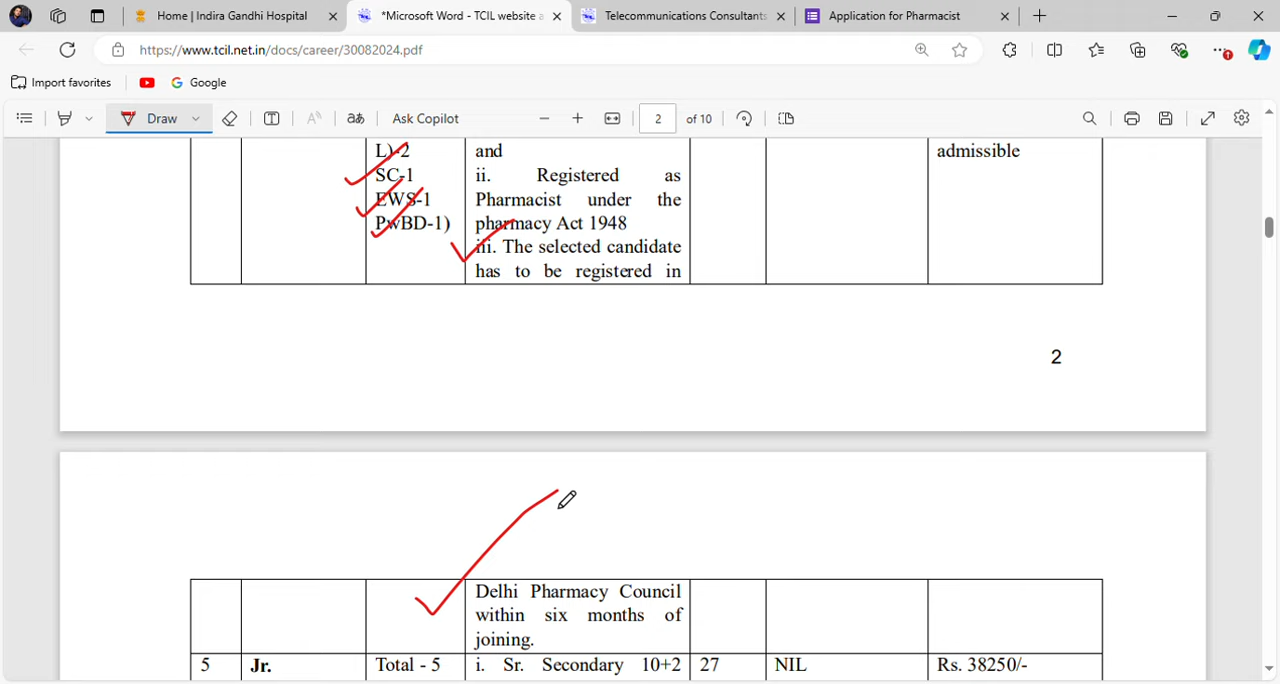 Home | Indira Gandhi Hospital
*Microsoft Word - TCIL website a
Telecommunications Consultants
Application for Pharmacist
https://www.tcil.net.in/docs/career/30082024.pdf
Import favorites
Google
Draw
Ask Copilot
2 of 10
L)-2
SC-1
EWS-1
PwBD-1)
and
ii. Registered as
Pharmacist under the
pharmacy Act 1948
iii. The selected candidate
has to be registered in
admissible
2
Delhi Pharmacy Council
within six months of
joining.
5 Jr. Total - 5 i. Sr. Secondary 10+2 27 NIL Rs. 38250/-